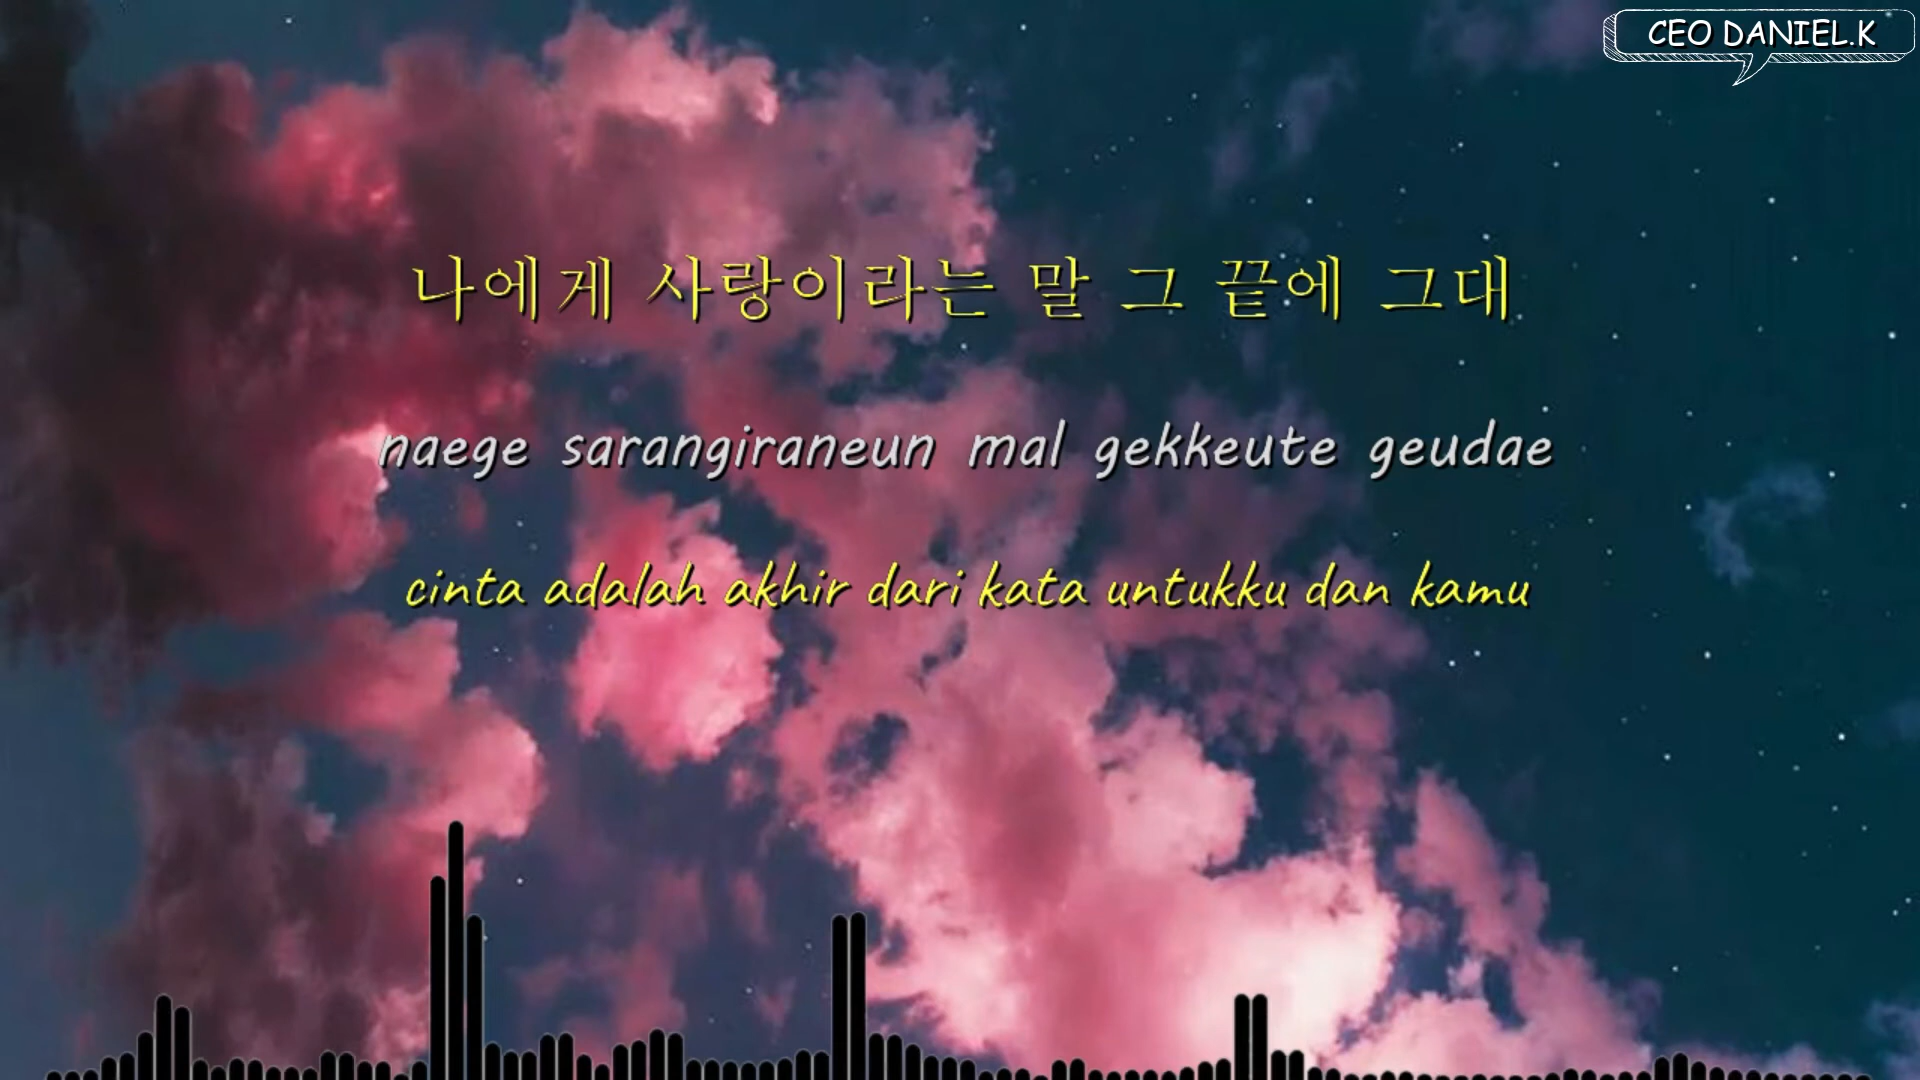 CEO DANIEL.K
나에게 사랑이라는 말 그 끝에 그대
naege sarangiraneun mal gekkeute geudae
cinta adalah akhir dari kata untukku dan kamu